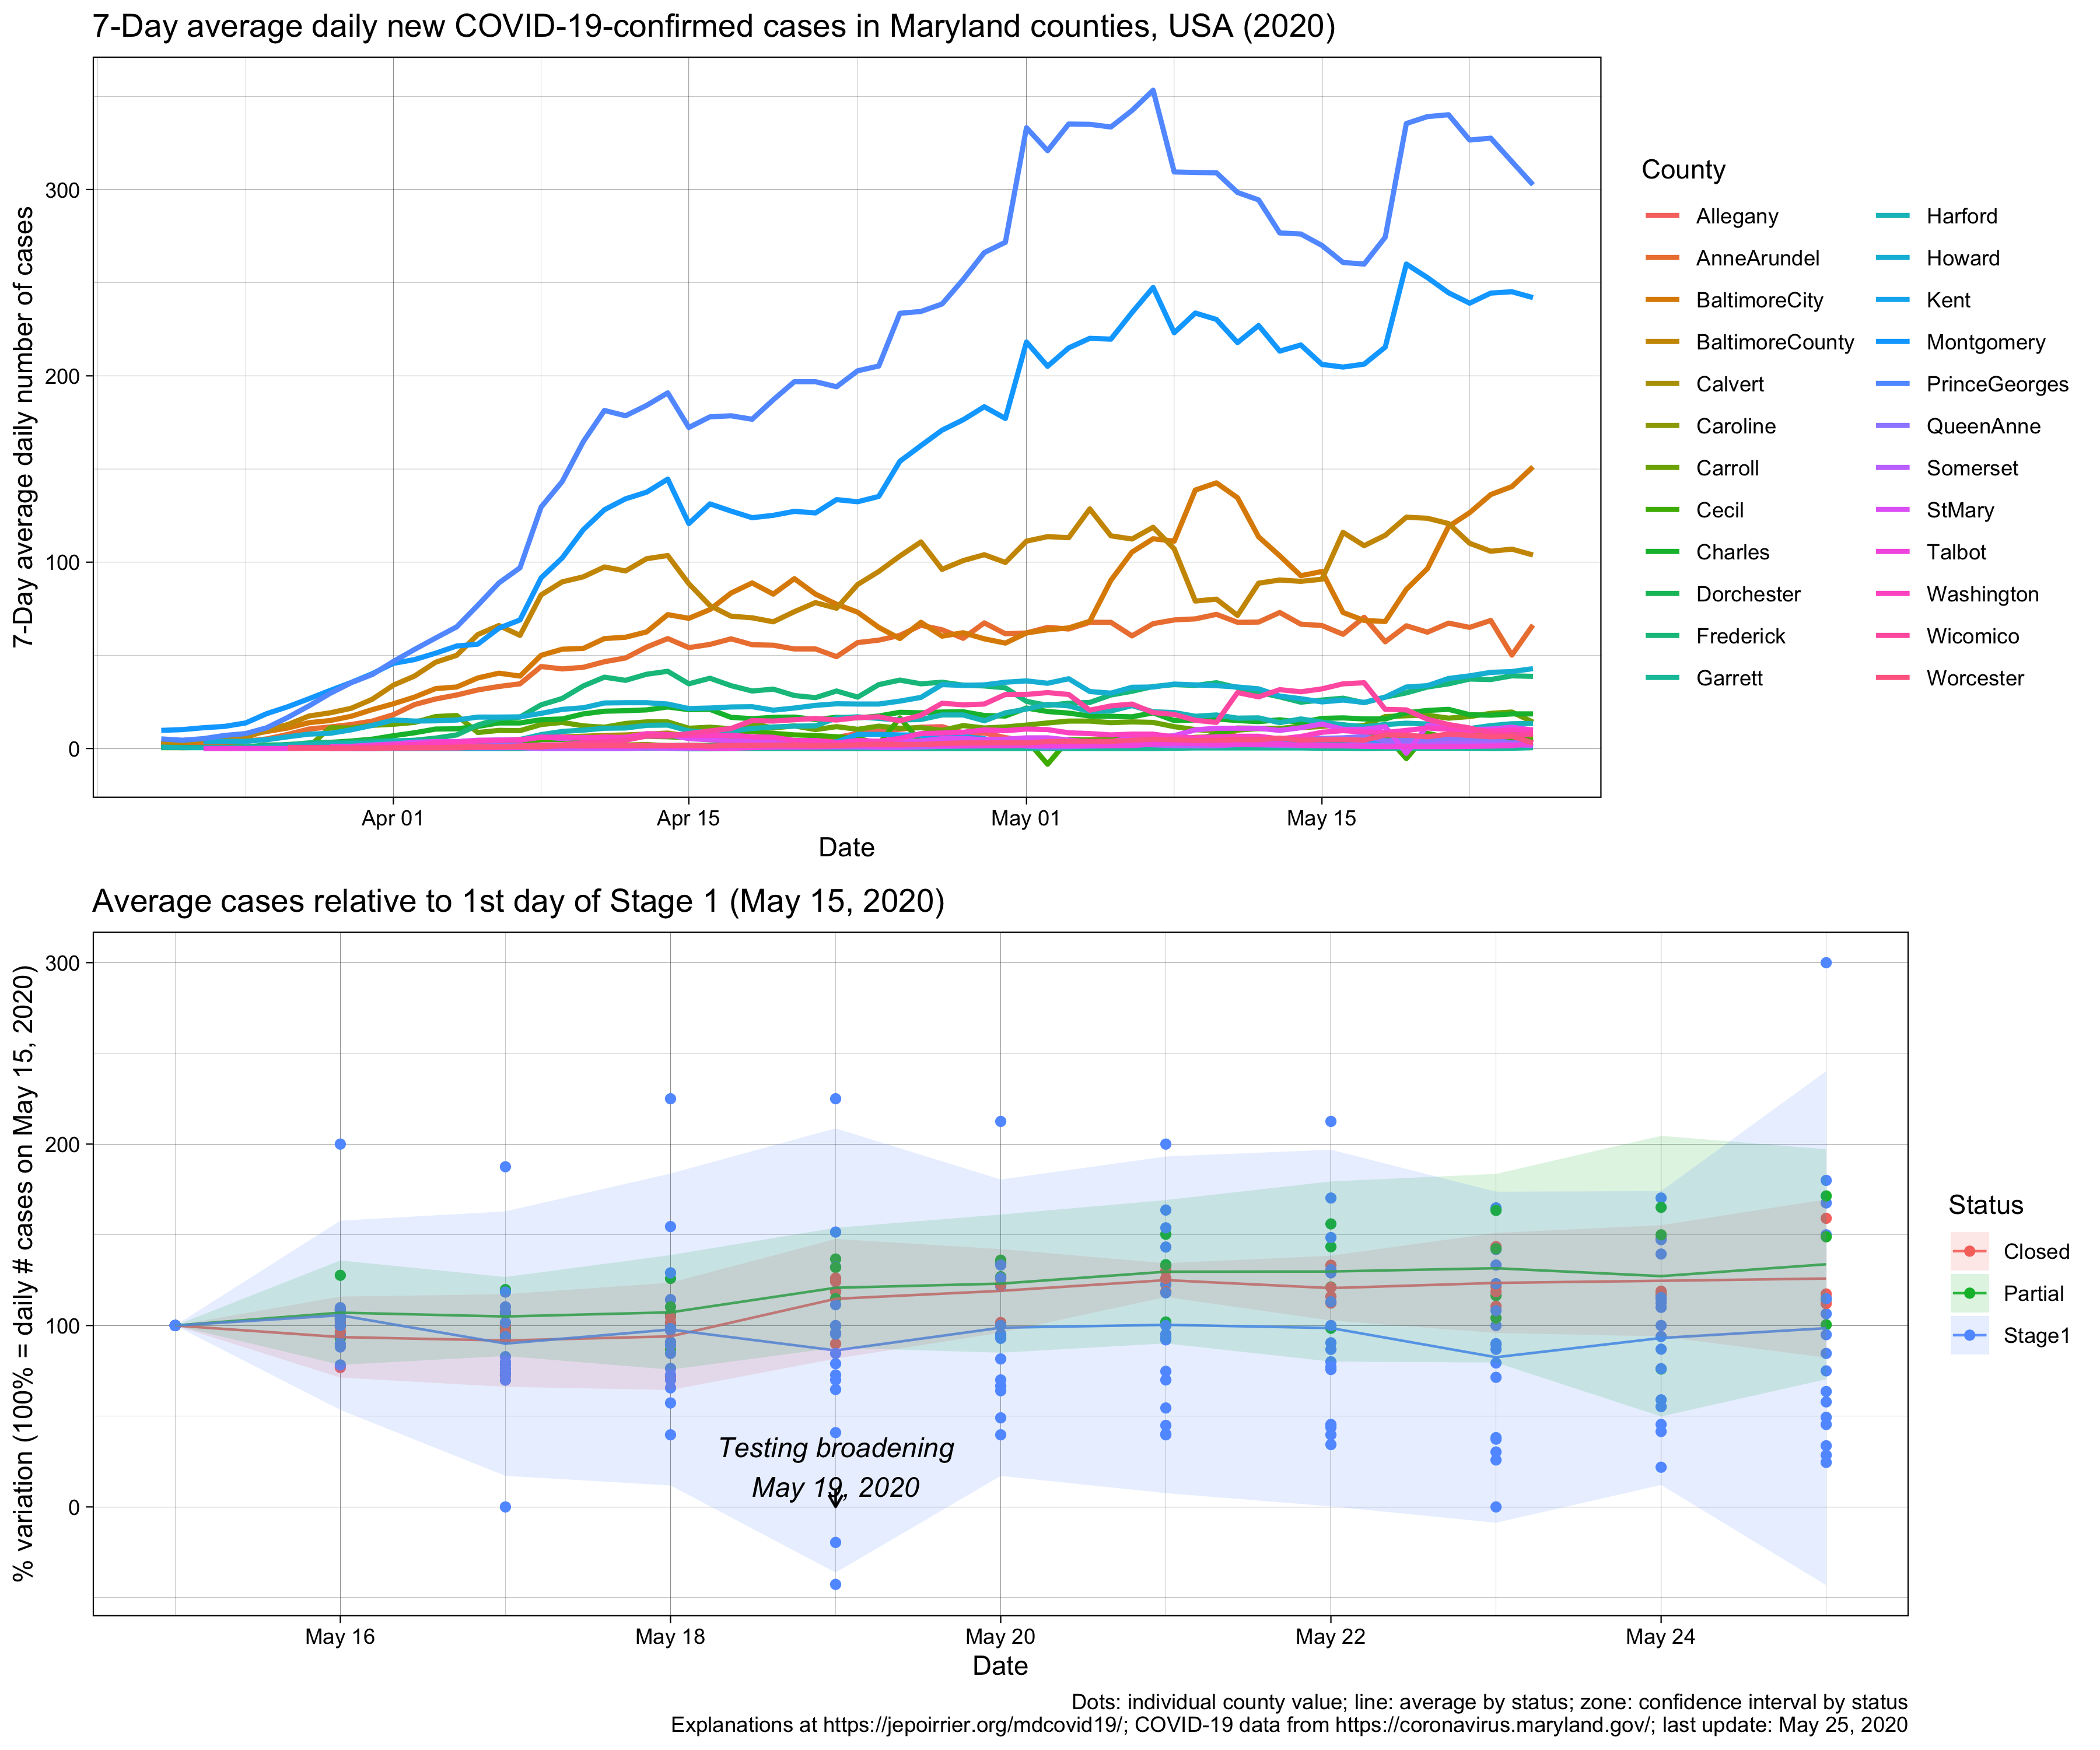 7-Day average daily new COVID-19-confirmed cases in Maryland counties, USA (2020)
7-Day average daily number of cases
300
200
100
0
Apr 01
Apr 15
May 01
May 15
Date
County
Allegany
AnneArundel
BaltimoreCity
BaltimoreCounty
Calvert
Caroline
Carroll
Cecil
Charles
Dorchester
Frederick
Garrett
Harford
Howard
Kent
Montgomery
PrinceGeorges
QueenAnne
Somerset
StMary
Talbot
Washington
Wicomico
Worcester
Average cases relative to 1st day of Stage 1 (May 15, 2020)
% variation (100% = daily # cases on May 15, 2020)
300
200
100
0
Testing broadening
May 19, 2020
May 16
May 18
May 20
May 22
May 24
Date
Status
Closed
Partial
Stage1
Dots: individual county value; line: average by status; zone: confidence interval by status
Explanations at https://jepoirrier.org/mdcovid19/; COVID-19 data from https://coronavirus.maryland.gov/; last update: May 25, 2020